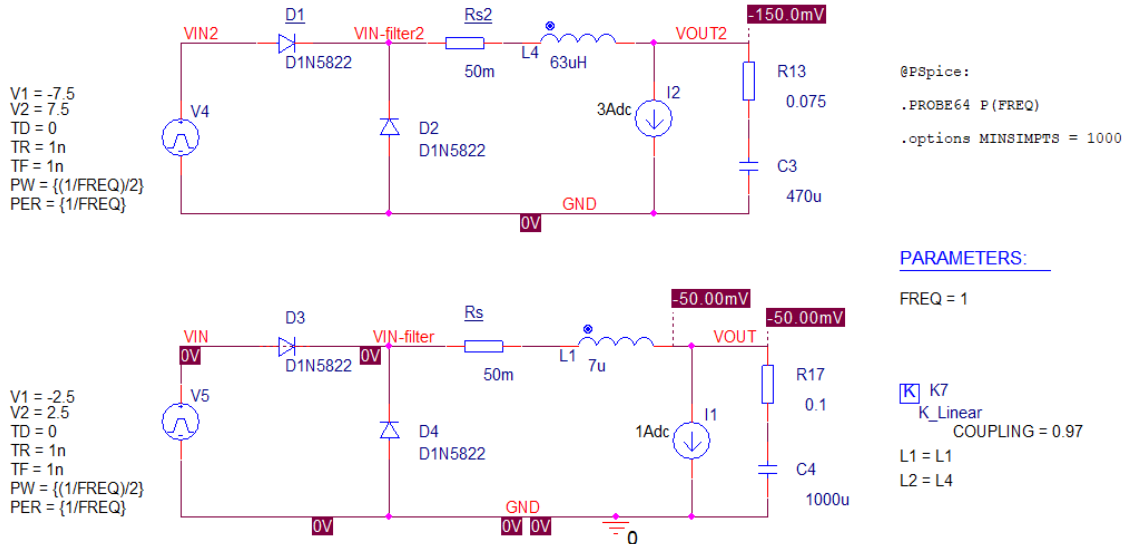 D1
Rs2
-150.0mV
VIN2
VIN-filter2
VOUT2
L4
D1N5822
50m
63uH
R13
0.075
@PSpice:
.PROBE64 P(FREQ)
.options MINSIMPTS = 1000
I2
3Adc
V1 = -7.5
V2 = 7.5
TD = 0
TR = 1n
TF = 1n
PW = {(1/FREQ)/2}
PER = {1/FREQ}
V4
D2
D1N5822
C3
470u
GND
0V
PARAMETERS:
FREQ = 1
-50.00mV
-50.00mV
D3
Rs
VIN
VIN-filter
VOUT
0V
0V
L1
D1N5822
50m
7u
R17
0.1
K K7
K_Linear
COUPLING = 0.97
L1 = L1
L2 = L4
I1
1Adc
V1 = -2.5
V2 = 2.5
TD = 0
TR = 1n
TF = 1n
PW = {(1/FREQ)/2}
PER = {1/FREQ}
V5
D4
D1N5822
C4
1000u
GND
0V
0V
0V
0